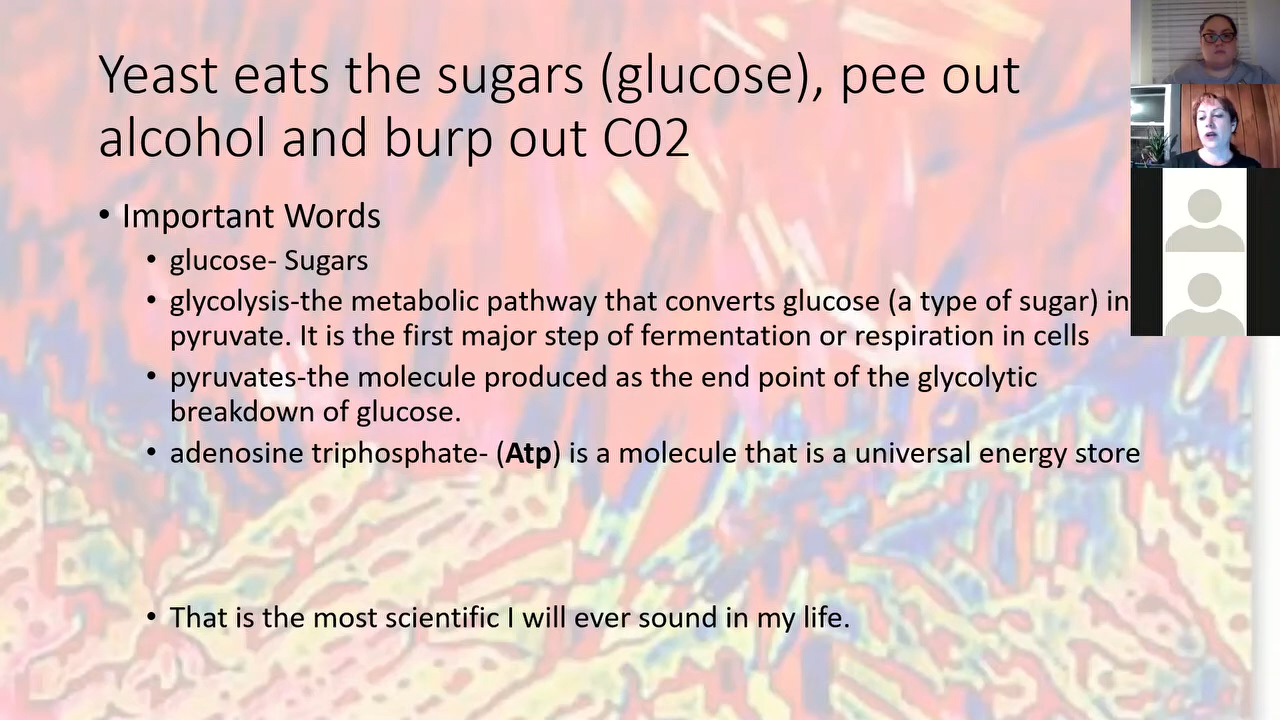 Yeast eats the sugars (glucose), pee out
alcohol and burp out C02
• Important Words
• glucose- Sugars
• glycolysis-the metabolic pathway that converts glucose (a type of sugar) in
pyruvate. It is the first major step of fermentation or respiration in cells
• pyruvates-the molecule produced as the end point of the glycolytic
breakdown of glucose.
• adenosine triphosphate- (Atp) is a molecule that is a universal energy store
• That is the most scientific I will ever sound in my life.